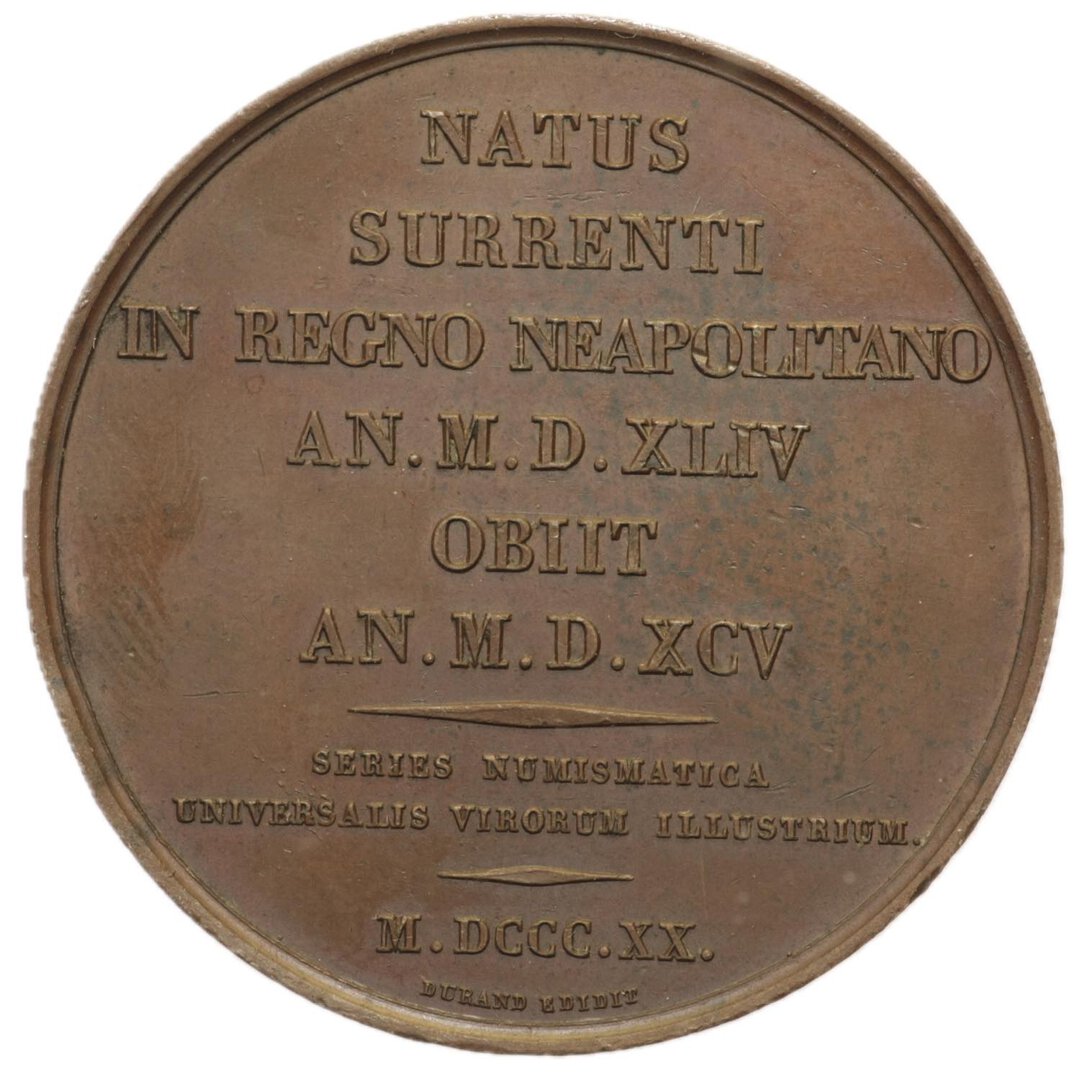 NATUS
SURRENTI
IN REGNO NEAPOLITANO
AN.M.D.XLIV
OBIIT
AN.M.D.XCV
SERIES NUMISMATICA
UNIVERSALIS VIRORUM ILLUSTRIUM.
M.DCCC.XX.
DURAND EDIDIT